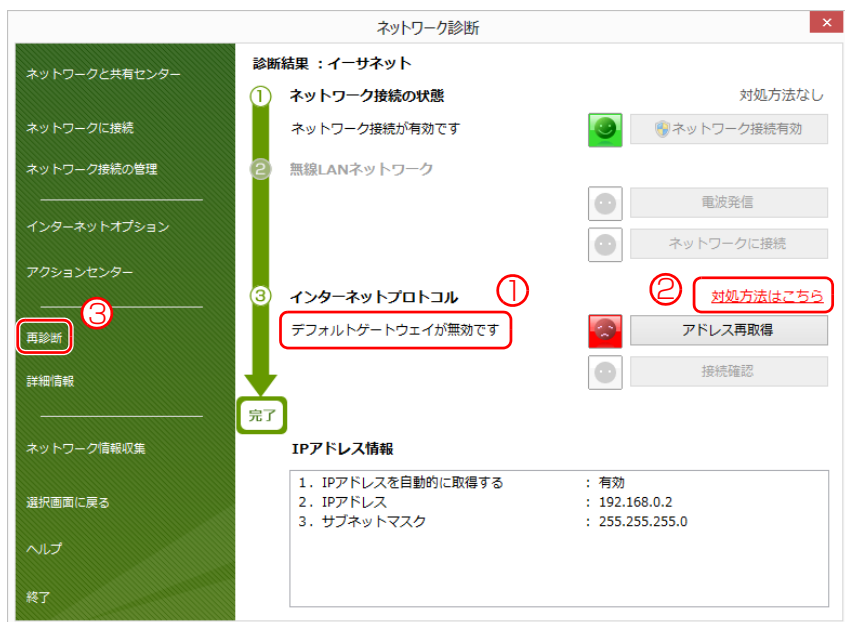 ネットワーク診断
×
ネットワークと共有センター
ネットワークに接続
ネットワーク接続の管理
インターネットオプション
アクションセンター
③
再診断
詳細情報
ネットワーク情報収集
選択画面に戻る
ヘルプ
終了
診断結果 : イーサネット
① ネットワーク接続の状態 対処方法なし
ネットワーク接続が有効です ネットワーク接続有効
② 無線LANネットワーク
電波発信
ネットワークに接続
③ インターネットプロトコル ① ② 対処方法はこちら
デフォルトゲートウェイが無効です アドレス再取得
接続確認
完了
IPアドレス情報
1. IPアドレスを自動的に取得する : 有効
2. IPアドレス : 192.168.0.2
3. サブネットマスク : 255.255.255.0